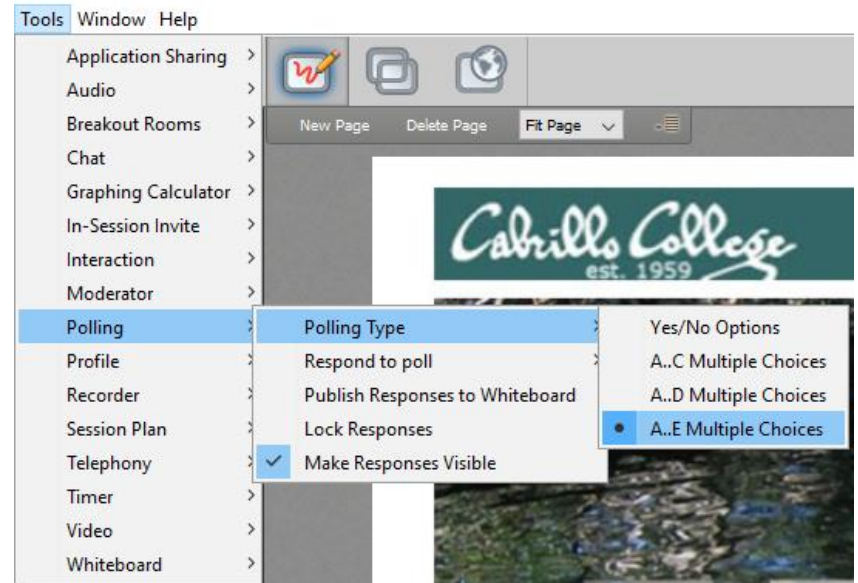 Tools Window Help
Application Sharing
Audio
Breakout Rooms
Chat
Graphing Calculator
In-Session Invite
Interaction
Moderator
Polling
Profile
Recorder
Session Plan
Telephony
Timer
Video
Whiteboard
New Page Delete Page Fit Page
Cabrillo College
est. 1959
Polling Type
Respond to poll
Publish Responses to Whiteboard
Lock Responses
Make Responses Visible
Yes/No Options
A..C Multiple Choices
A..D Multiple Choices
A..E Multiple Choices